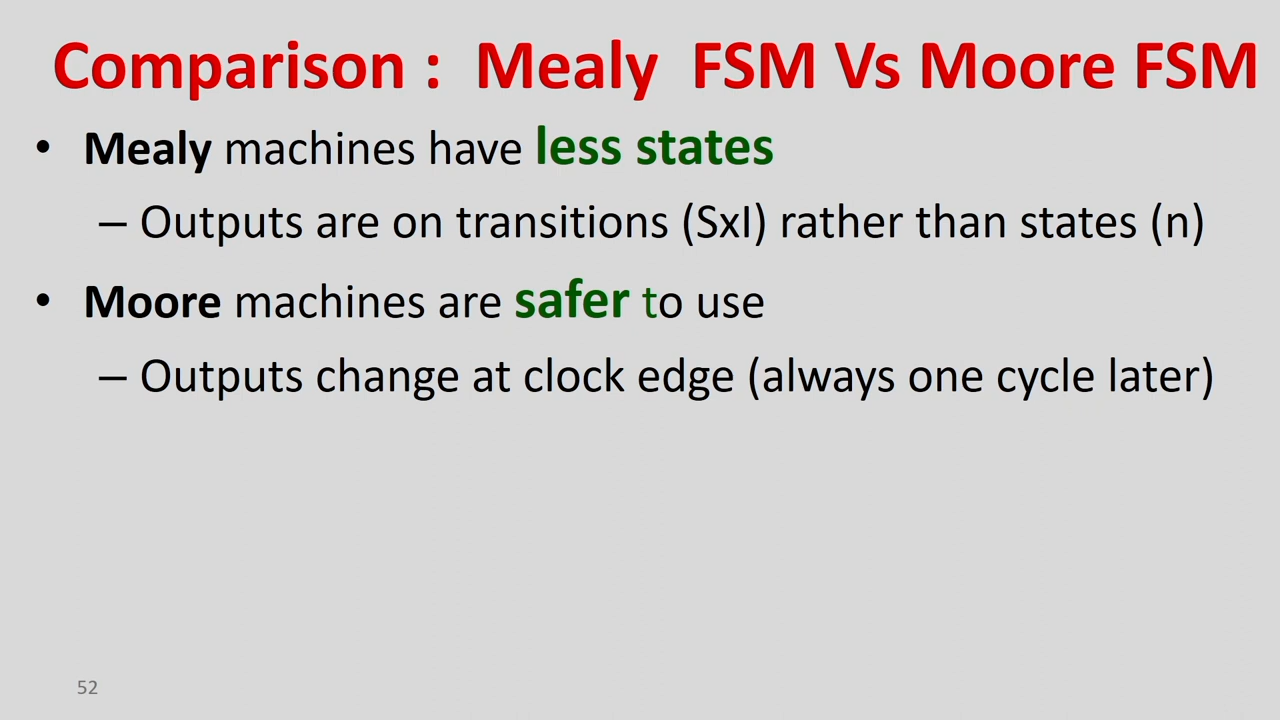 Comparison : Mealy FSM Vs Moore FSM
• Mealy machines have less states
– Outputs are on transitions (SxI) rather than states (n)
• Moore machines are safer to use
– Outputs change at clock edge (always one cycle later)
52